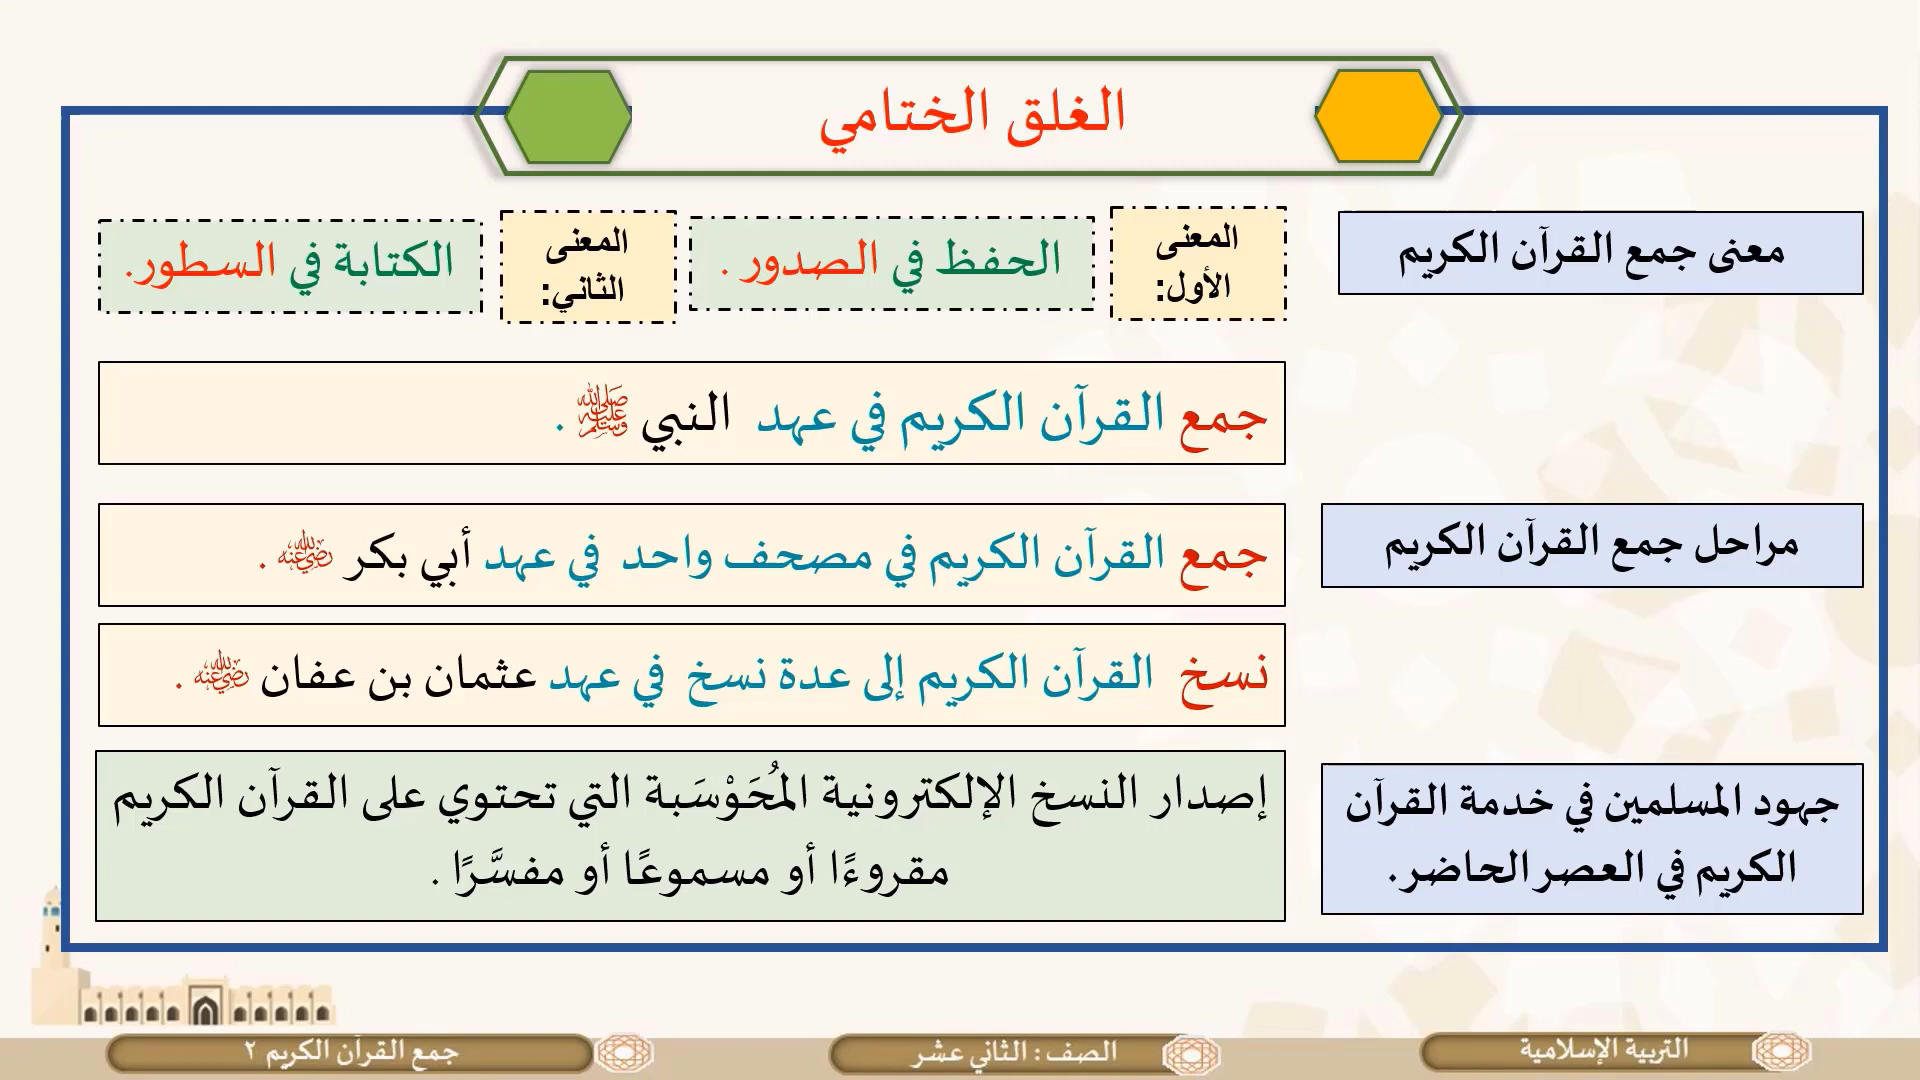 الغلق الختامي
معنى جمع القرآن الكريم
المعنى
الأول:
الحفظ في الصدور .
المعنى
الثاني:
الكتابة في السطور.
مراحل جمع القرآن الكريم
جمع القرآن الكريم في عهد النبي ﷺ .
جمع القرآن الكريم في مصحف واحد في عهد أبي بكر رضي الله عنه .
نسخ القرآن الكريم إلى عدة نسخ في عهد عثمان بن عفان رضي الله عنه .
جهود المسلمين في خدمة القرآن
الكريم في العصر الحاضر.
إصدار النسخ الإلكترونية المُحَوْسَبة التي تحتوي على القرآن الكريم
مقروءًا أو مسموعًا أو مفسَّرًا .
التربية الإسلامية
الصف : الثاني عشر
جمع القرآن الكريم ٢